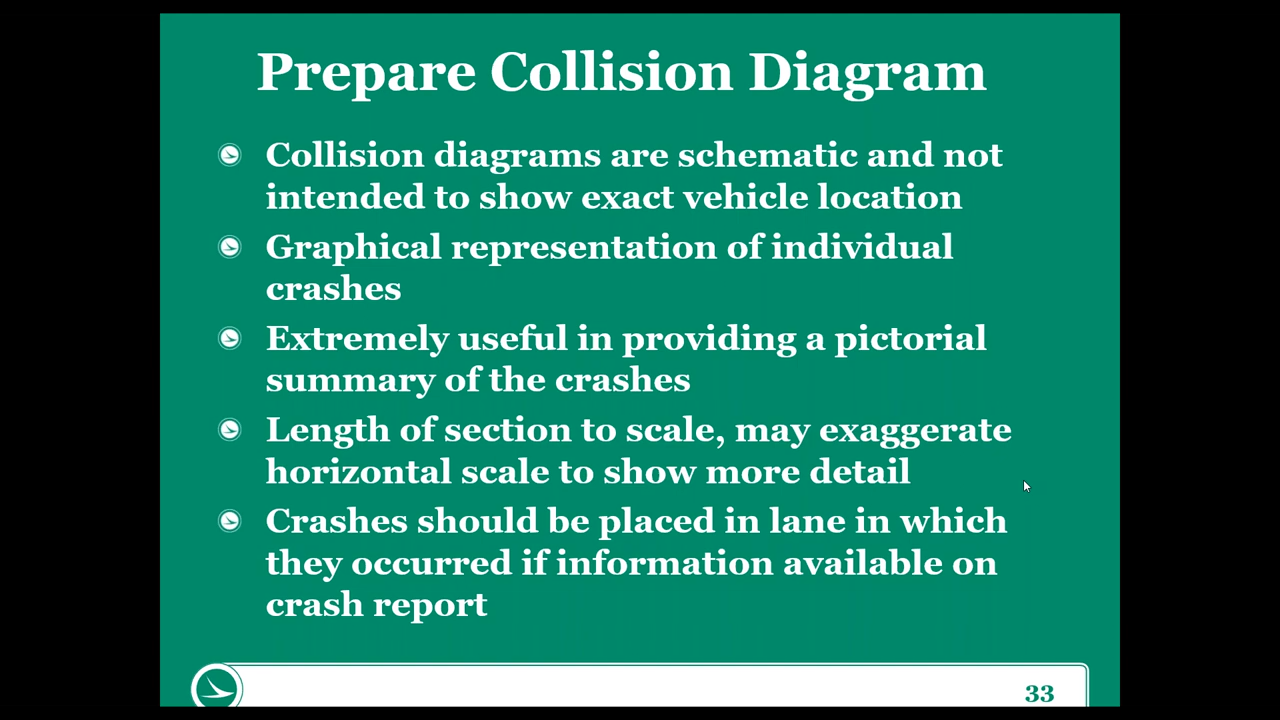 Prepare Collision Diagram
Collision diagrams are schematic and not
intended to show exact vehicle location
Graphical representation of individual
crashes
Extremely useful in providing a pictorial
summary of the crashes
Length of section to scale, may exaggerate
horizontal scale to show more detail
Crashes should be placed in lane in which
they occurred if information available on
crash report
33